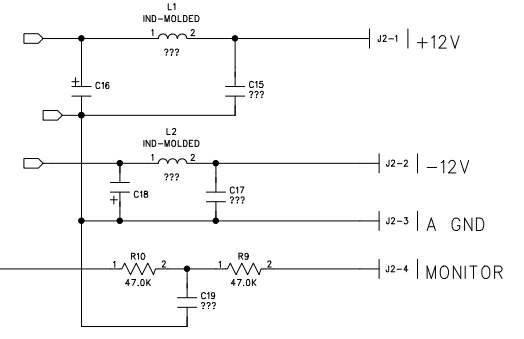 L1
IND-MOLDED
1 2
???
J2-1 +12V
+ C16
C15
???
L2
IND-MOLDED
1 2
???
J2-2 -12V
+ C18
C17
???
J2-3 A GND
R10 R9
1 2 1 2
47.0K 47.0K
J2-4 MONITOR
C19
???